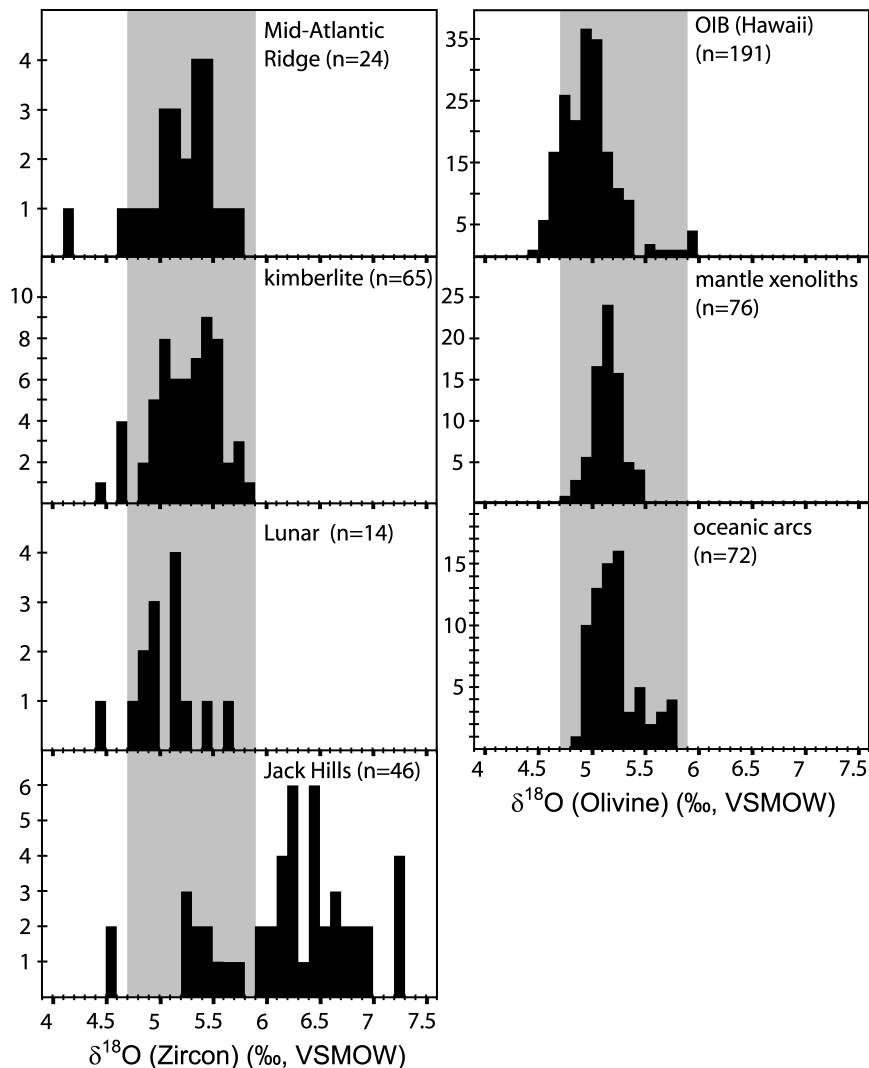 Mid-Atlantic
Ridge (n=24)
4
3
2
1
kimberlite (n=65)
10
8
6
4
2
Lunar (n=14)
4
3
2
1
Jack Hills (n=46)
6
5
4
3
2
1
4 4.5 5 5.5 6 6.5 7 7.5
δ¹⁸O (Zircon) (‰, VSMOW)
OIB (Hawaii)
(n=191)
35
25
15
5
mantle xenoliths
(n=76)
25
20
15
10
5
oceanic arcs
(n=72)
15
10
5
4 4.5 5 5.5 6 6.5 7 7.5
δ¹⁸O (Olivine) (‰, VSMOW)